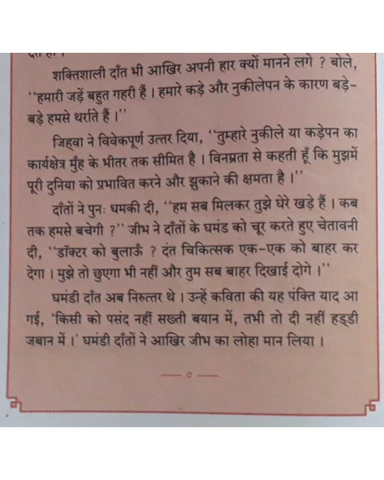 शक्तिशाली दाँत भी आखिर अपनी हार क्यों मानने लगे ? बोले,
‘‘हमारी जड़ें बहुत गहरी हैं । हमारे कड़े और नुकीलेपन के कारण बड़े-
बड़े हमसे थर्राते हैं ।’’
जिह्वा ने विवेकपूर्ण उत्तर दिया, ‘‘तुम्हारे नुकीले या कड़ेपन का
कार्यक्षेत्र मुँह के भीतर तक सीमित है । विनम्रता से कहती हूँ कि मुझमें
पूरी दुनिया को प्रभावित करने और झुकाने की क्षमता है ।’’
दाँतों ने पुनः धमकी दी, ‘‘हम सब मिलकर तुझे घेरे खड़े हैं । कब
तक हमसे बचेगी ?’’ जीभ ने दाँतों के घमंड को चूर करते हुए चेतावनी
दी, ‘‘डॉक्टर को बुलाऊँ ? दंत चिकित्सक एक-एक को बाहर कर
देगा । मुझे तो छुएगा भी नहीं और तुम सब बाहर दिखाई दोगे ।’’
घमंडी दाँत अब निरुत्तर थे । उन्हें कविता की यह पंक्ति याद आ
गई, ‘किसी को पसंद नहीं सख्ती बयान में, तभी तो दी नहीं हड्डी
जबान में ।’ घमंडी दाँतों ने आखिर जीभ का लोहा मान लिया ।